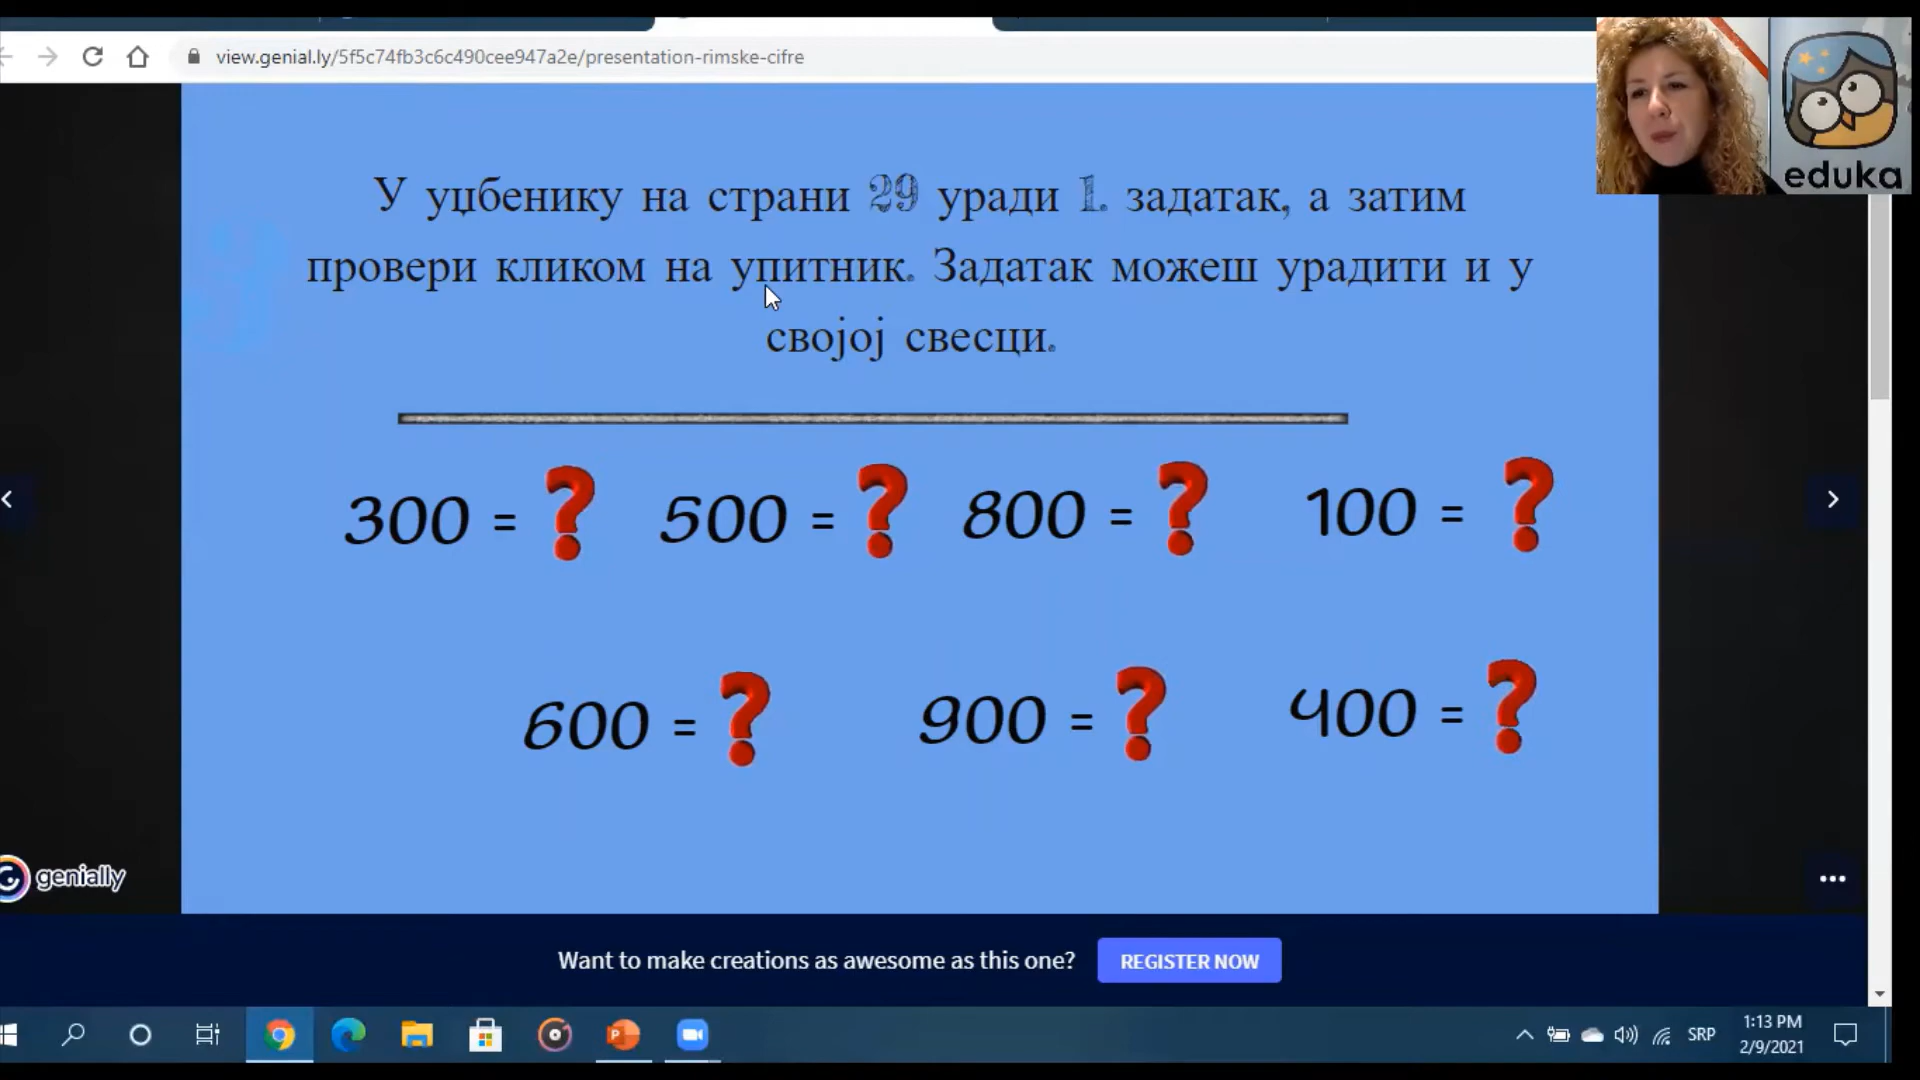 view.genial.ly/5f5c74fb3c6c490cee947a2e/presentation-rimske-cifre
eduka
У уџбенику на страни 29 уради 1. задатак, а затим
провери кликом на упитник. Задатак можеш урадити и у
својој свесци.
300 = ? 500 = ? 800 = ? 100 = ?
600 = ? 900 = ? 400 = ?
genially
Want to make creations as awesome as this one? REGISTER NOW
SRP
1:13 PM
2/9/2021